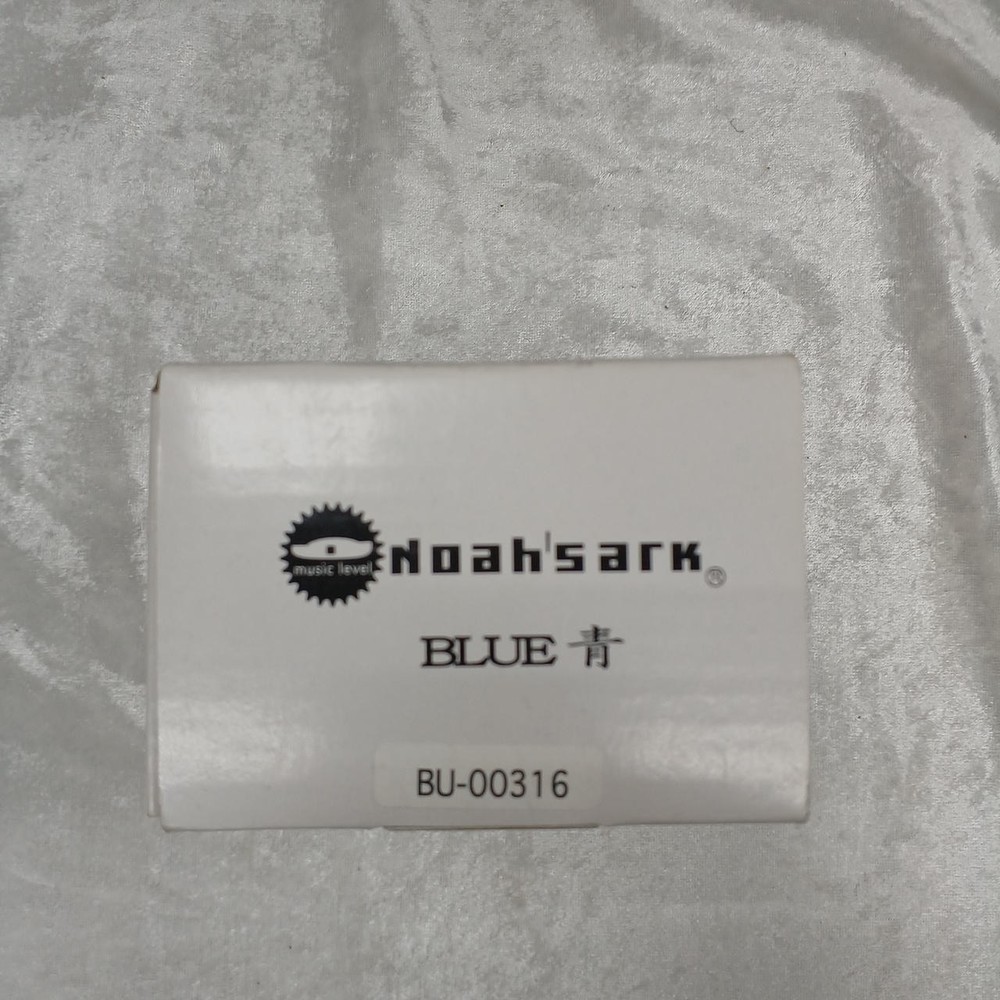 music level
Noah'sark®
BLUE 青
BU-00316